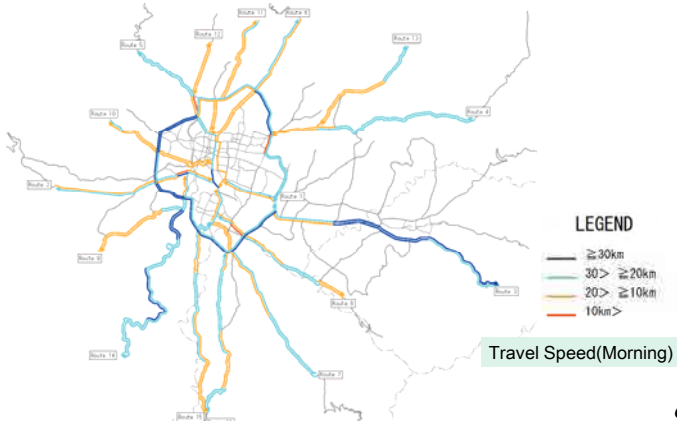 Route 11
Route 6
Route 12
Route 5
Route 13
Route 10
Route 4
Route 2
Route 1
Route 9
Route 3
Route 8
Route 14
Route 7
Route 15
LEGEND
≧30km
30> ≧20km
20> ≧10km
10km>
Travel Speed(Morning)